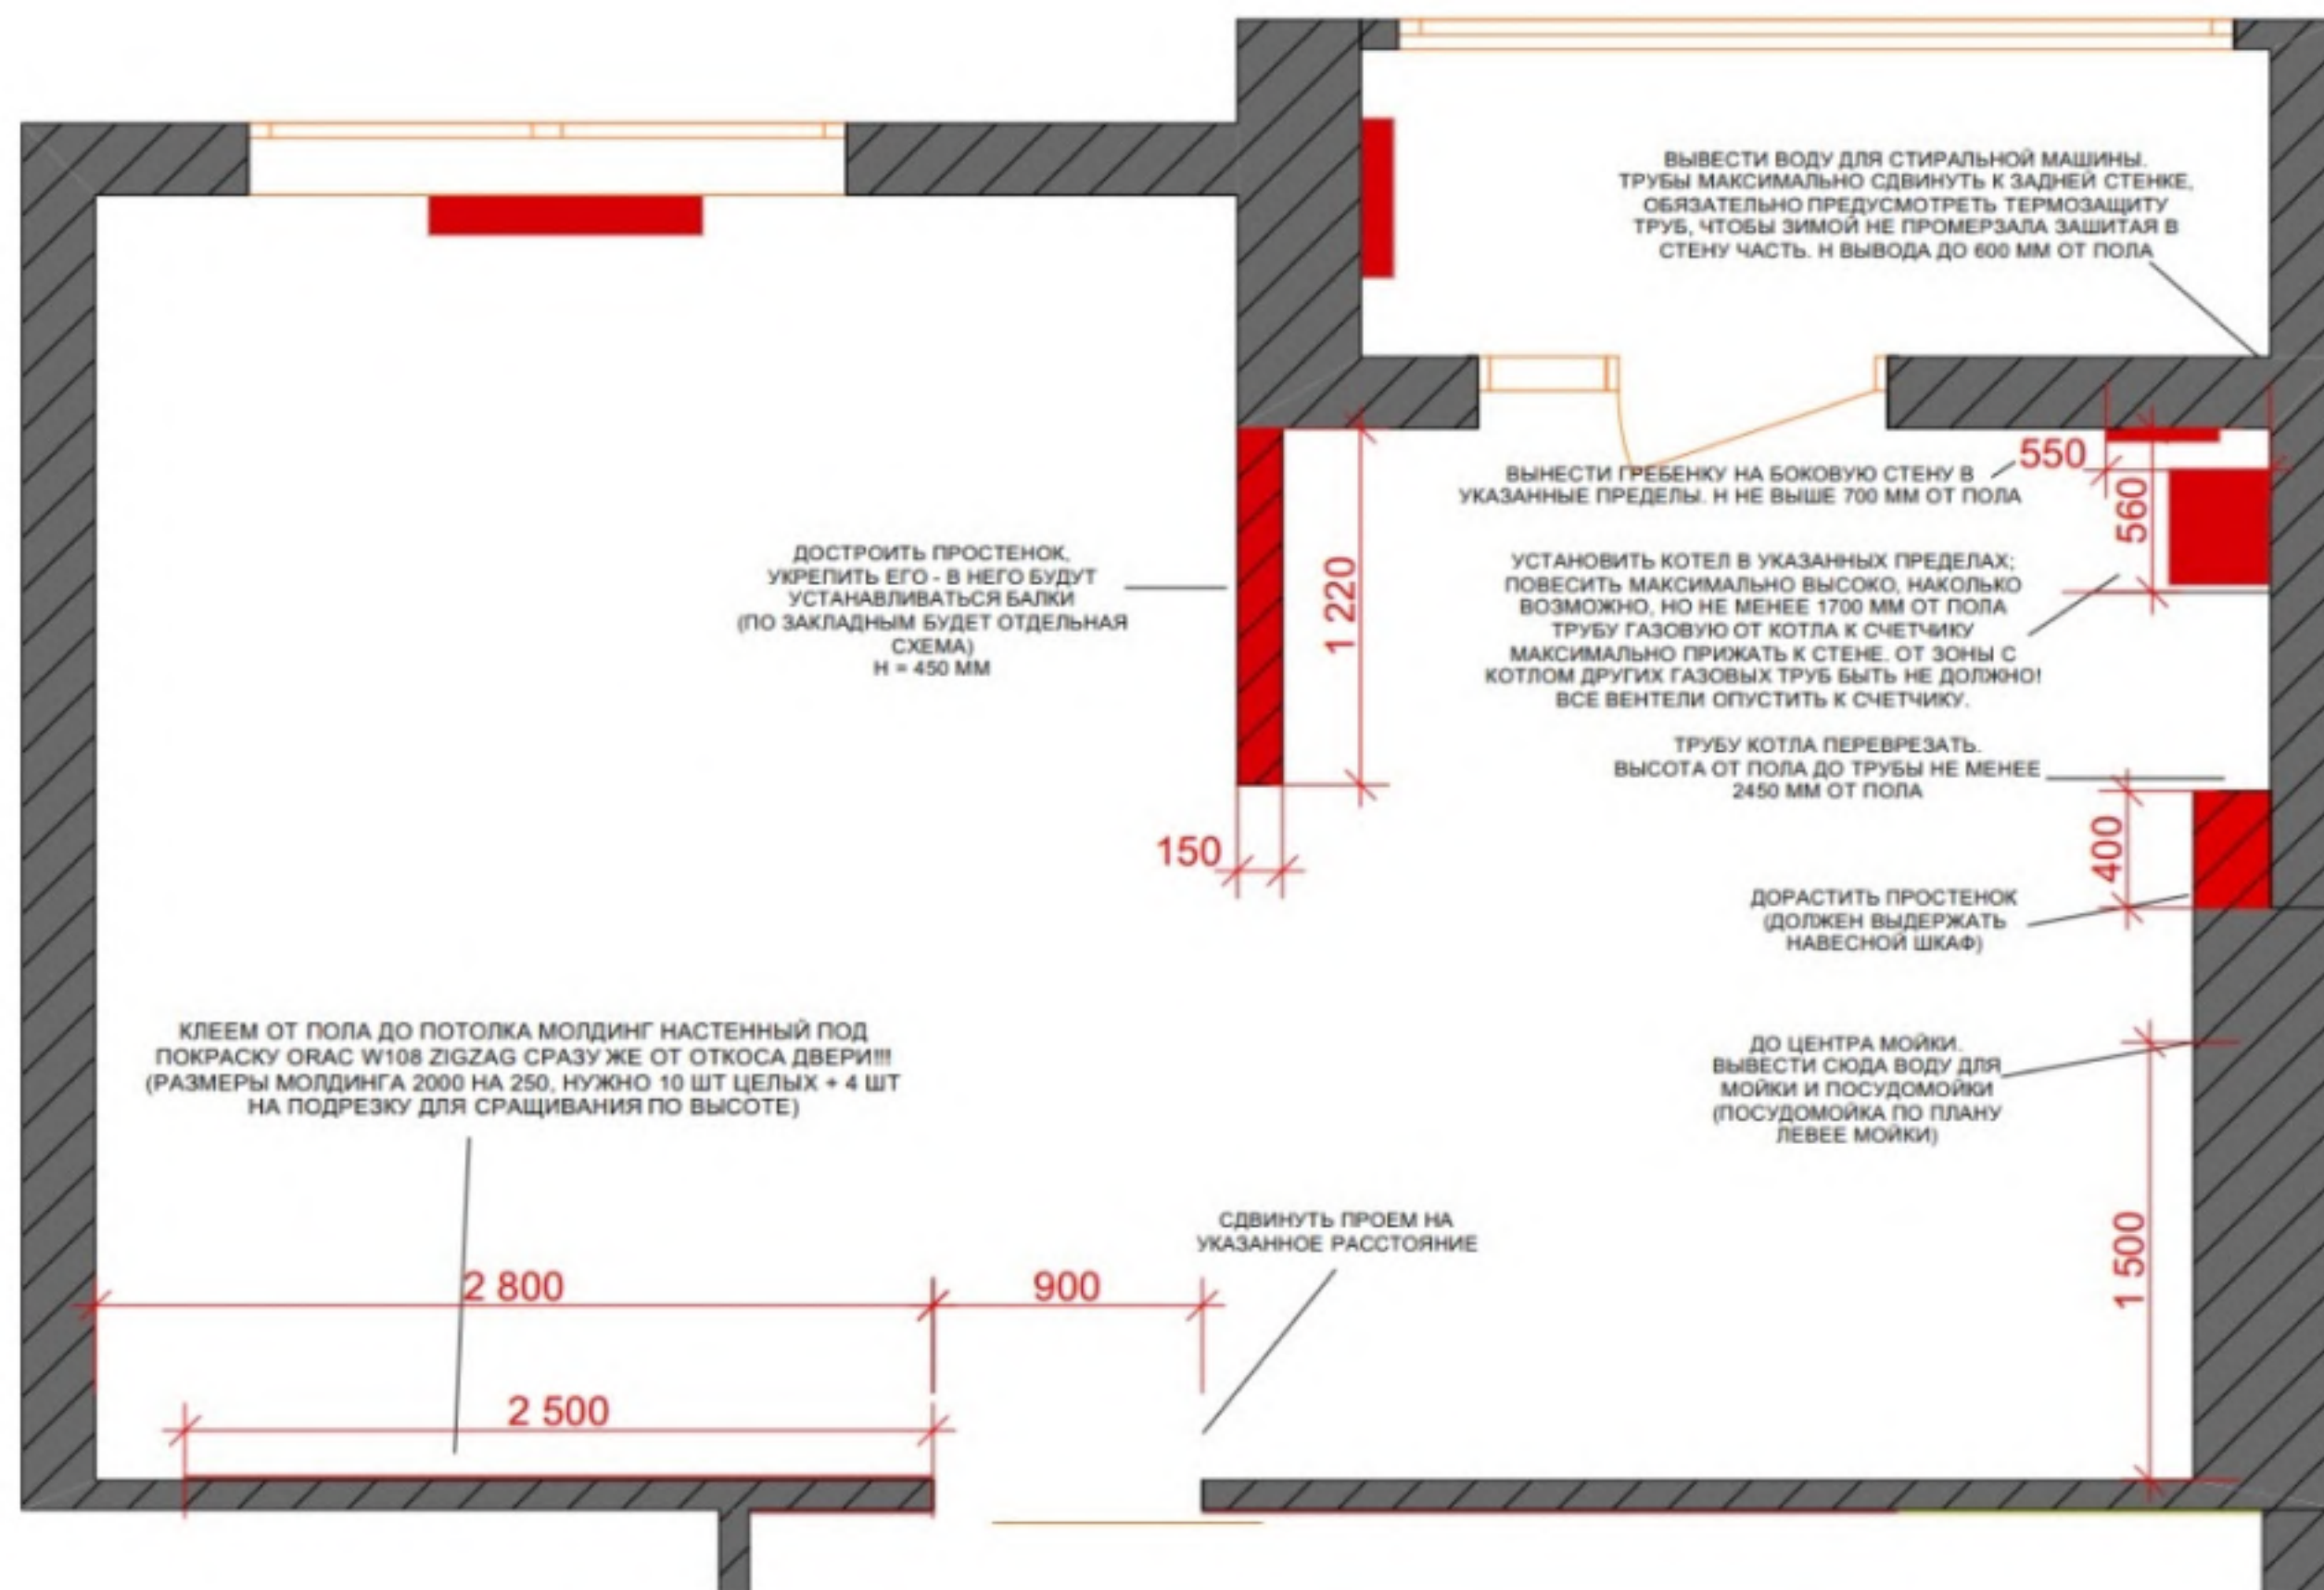 ВЫВЕСТИ ВОДУ ДЛЯ СТИРАЛЬНОЙ МАШИНЫ.
ТРУБЫ МАКСИМАЛЬНО СДВИНУТЬ К ЗАДНЕЙ СТЕНКЕ,
ОБЯЗАТЕЛЬНО ПРЕДУСМОТРЕТЬ ТЕРМОЗАЩИТУ
ТРУБ, ЧТОБЫ ЗИМОЙ НЕ ПРОМЕРЗАЛА ЗАШИТАЯ В
СТЕНУ ЧАСТЬ. Н ВЫВОДА ДО 600 ММ ОТ ПОЛА
550
ВЫНЕСТИ ГРЕБЕНКУ НА БОКОВУЮ СТЕНУ В
УКАЗАННЫЕ ПРЕДЕЛЫ. Н НЕ ВЫШЕ 700 ММ ОТ ПОЛА
560
ДОСТРОИТЬ ПРОСТЕНОК,
УКРЕПИТЬ ЕГО - В НЕГО БУДУТ
УСТАНАВЛИВАТЬСЯ БАЛКИ
(ПО ЗАКЛАДНЫМ БУДЕТ ОТДЕЛЬНАЯ
СХЕМА)
Н = 450 ММ
1 220
УСТАНОВИТЬ КОТЕЛ В УКАЗАННЫХ ПРЕДЕЛАХ;
ПОВЕСИТЬ МАКСИМАЛЬНО ВЫСОКО, НАКОЛЬКО
ВОЗМОЖНО, НО НЕ МЕНЕЕ 1700 ММ ОТ ПОЛА
ТРУБУ ГАЗОВУЮ ОТ КОТЛА К СЧЕТЧИКУ
МАКСИМАЛЬНО ПРИЖАТЬ К СТЕНЕ. ОТ ЗОНЫ С
КОТЛОМ ДРУГИХ ГАЗОВЫХ ТРУБ БЫТЬ НЕ ДОЛЖНО!
ВСЕ ВЕНТЕЛИ ОПУСТИТЬ К СЧЕТЧИКУ.
ТРУБУ КОТЛА ПЕРЕВРЕЗАТЬ.
ВЫСОТА ОТ ПОЛА ДО ТРУБЫ НЕ МЕНЕЕ
2450 ММ ОТ ПОЛА
150
400
ДОРАСТИТЬ ПРОСТЕНОК
(ДОЛЖЕН ВЫДЕРЖАТЬ
НАВЕСНОЙ ШКАФ)
КЛЕЕМ ОТ ПОЛА ДО ПОТОЛКА МОЛДИНГ НАСТЕННЫЙ ПОД
ПОКРАСКУ ORAC W108 ZIGZAG СРАЗУ ЖЕ ОТ ОТКОСА ДВЕРИ!!!
(РАЗМЕРЫ МОЛДИНГА 2000 НА 250, НУЖНО 10 ШТ ЦЕЛЫХ + 4 ШТ
НА ПОДРЕЗКУ ДЛЯ СРАЩИВАНИЯ ПО ВЫСОТЕ)
ДО ЦЕНТРА МОЙКИ.
ВЫВЕСТИ СЮДА ВОДУ ДЛЯ
МОЙКИ И ПОСУДОМОЙКИ
(ПОСУДОМОЙКА ПО ПЛАНУ
ЛЕВЕЕ МОЙКИ)
СДВИНУТЬ ПРОЕМ НА
УКАЗАННОЕ РАССТОЯНИЕ
1 500
2 800
900
2 500